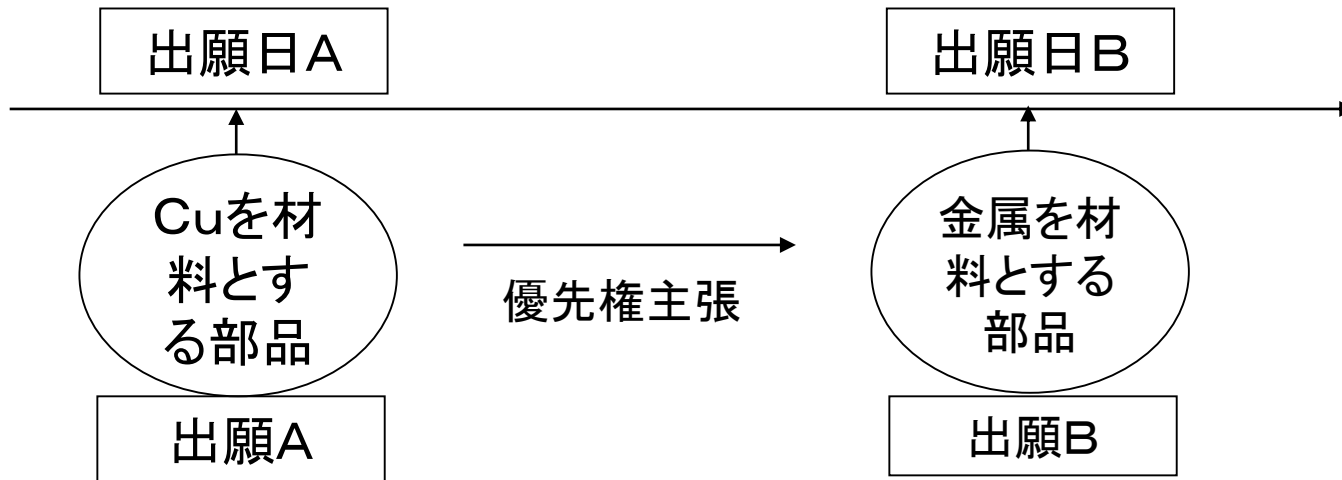 出願日A
出願日B
Cuを材
料とす
る部品
優先権主張
金属を材
料とする
部品
出願A
出願B